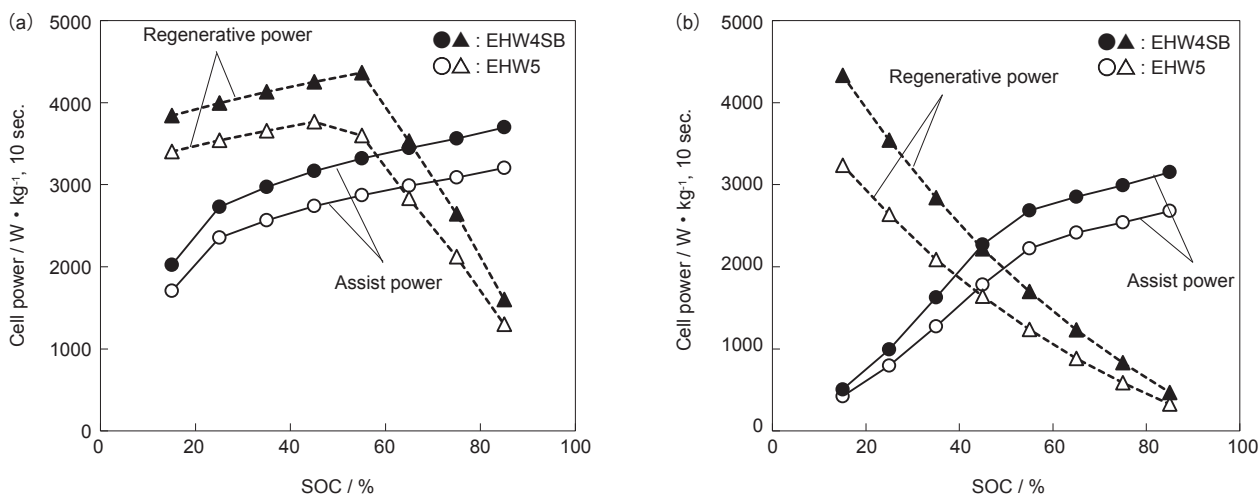 (a)
5000
4000
3000
2000
1000
0
Cell power / W • kg⁻¹, 10 sec.
Regenerative power
●▲ : EHW4SB
○△ : EHW5
Assist power
0 20 40 60 80 100
SOC / %
(b)
5000
4000
3000
2000
1000
0
Cell power / W • kg⁻¹, 10 sec.
●▲ : EHW4SB
○△ : EHW5
Regenerative power
Assist power
0 20 40 60 80 100
SOC / %